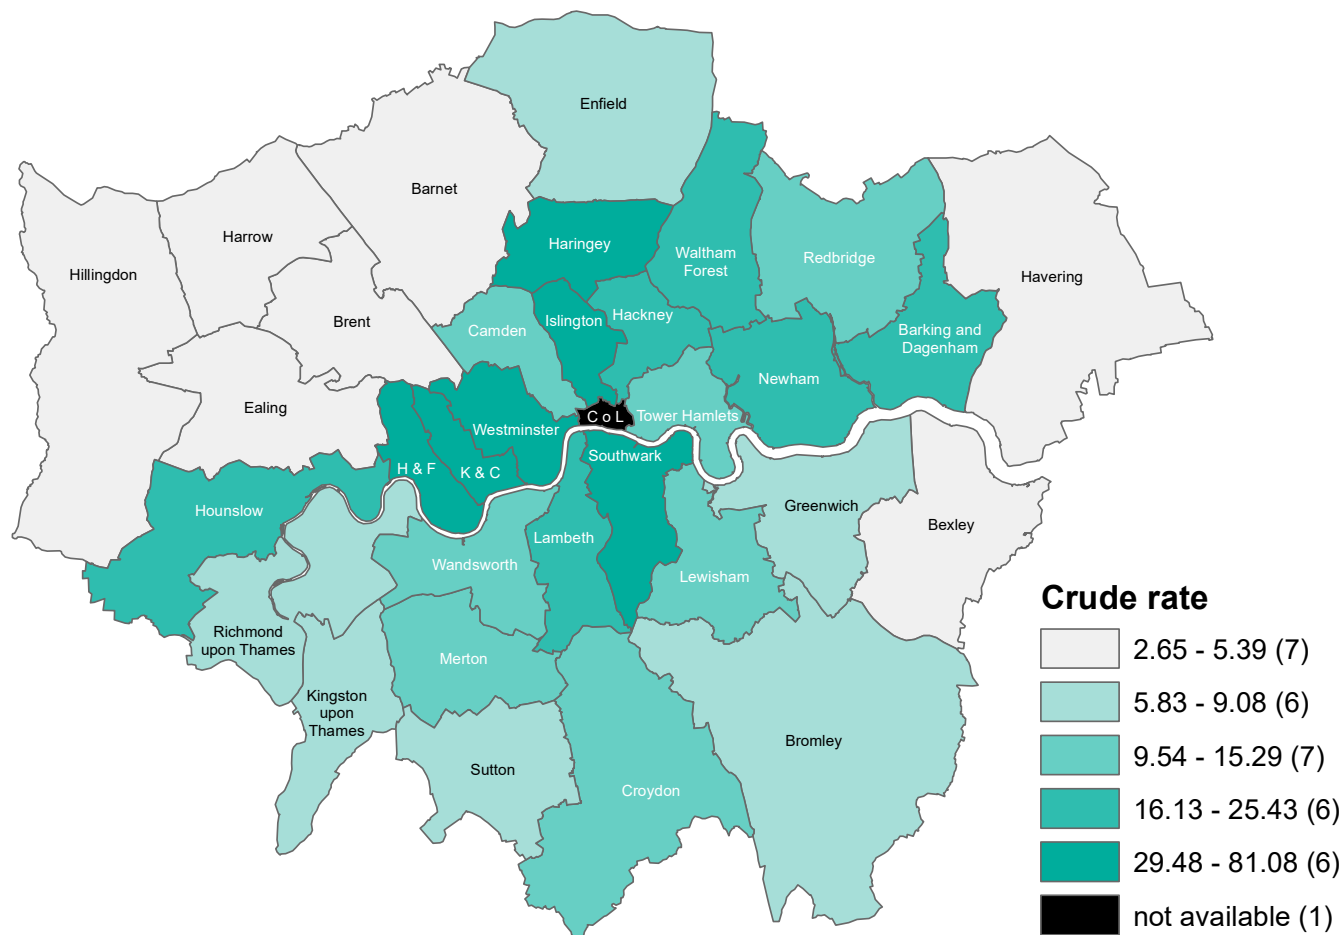 Enfield
Barnet
Harrow
Haringey
Waltham
Forest
Redbridge
Hillingdon
Havering
Brent
Camden
Islington
Hackney
Barking and
Dagenham
Newham
Ealing
Westminster
C o L
Tower Hamlets
H & F
K & C
Southwark
Hounslow
Greenwich
Bexley
Lambeth
Wandsworth
Lewisham
Richmond
upon Thames
Merton
Kingston
upon
Thames
Sutton
Croydon
Bromley
Crude rate
2.65 - 5.39 (7)
5.83 - 9.08 (6)
9.54 - 15.29 (7)
16.13 - 25.43 (6)
29.48 - 81.08 (6)
not available (1)